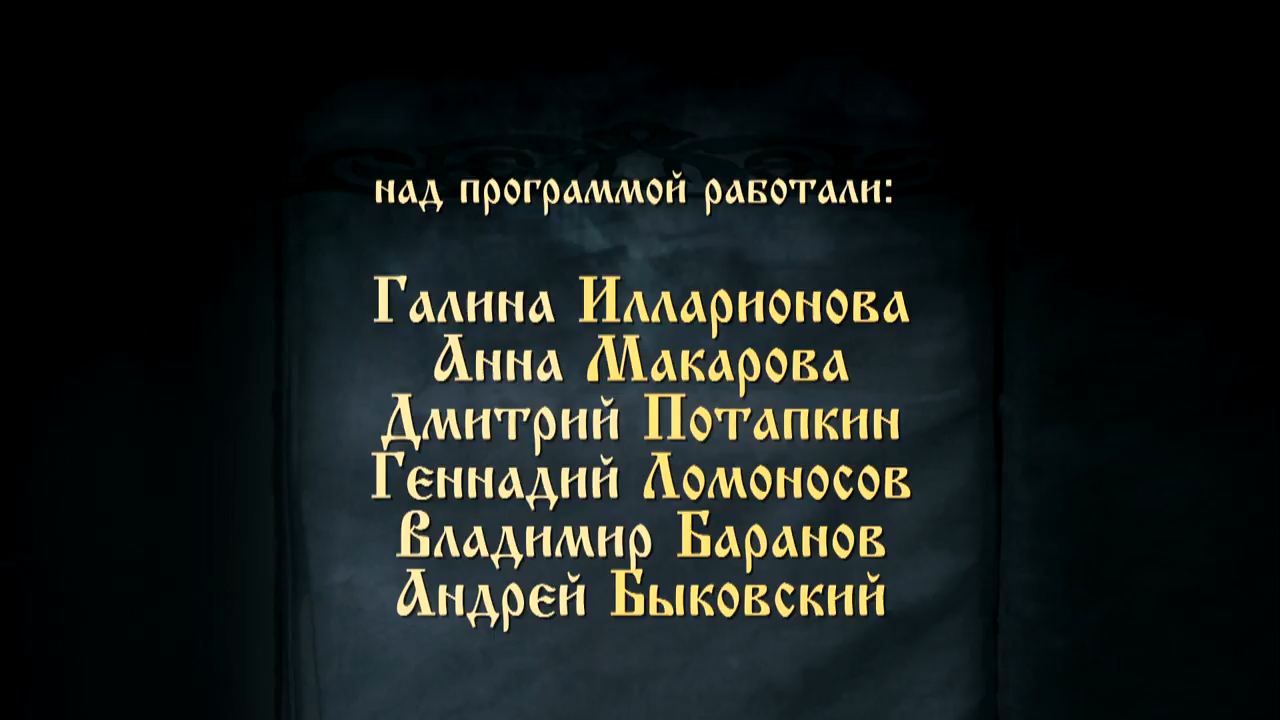 над программой работали:
Галина Илларионова
Анна Макарова
Дмитрий Потапкин
Геннадий Ломоносов
Владимир Баранов
Андрей Быковский